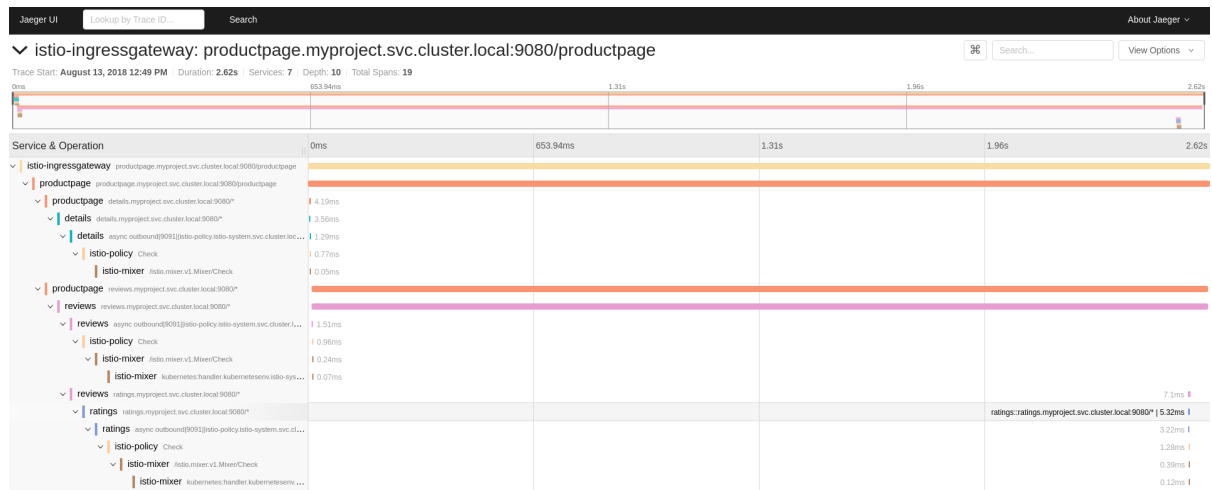 Jaeger UI Lookup by Trace ID... Search About Jaeger
istio-ingressgateway: productpage.myproject.svc.cluster.local:9080/productpage ⌘ Search... View Options
Trace Start: August 13, 2018 12:49 PM | Duration: 2.62s | Services: 7 | Depth: 10 | Total Spans: 19
0ms 653.94ms 1.31s 1.96s 2.62s
Service & Operation 0ms 653.94ms 1.31s 1.96s 2.62s
istio-ingressgateway productpage.myproject.svc.cluster.local:9080/productpage
productpage productpage.myproject.svc.cluster.local:9080/productpage
productpage details.myproject.svc.cluster.local:9080/* 4.19ms
details details.myproject.svc.cluster.local:9080/* 3.56ms
details async outbound|9091||istio-policy.istio-system.svc.cluster.loc... 1.29ms
istio-policy Check 0.77ms
istio-mixer /istio.mixer.v1.Mixer/Check 0.05ms
productpage reviews.myproject.svc.cluster.local:9080/*
reviews reviews.myproject.svc.cluster.local:9080/*
reviews async outbound|9091||istio-policy.istio-system.svc.cluster.l... 1.51ms
istio-policy Check 0.96ms
istio-mixer /istio.mixer.v1.Mixer/Check 0.24ms
istio-mixer kubernetes:handler.kubernetesenv.istio-sys... 0.07ms
reviews ratings.myproject.svc.cluster.local:9080/* 7.1ms
ratings ratings.myproject.svc.cluster.local:9080/* ratings::ratings.myproject.svc.cluster.local:9080/* | 5.32ms
ratings async outbound|9091||istio-policy.istio-system.svc.cl... 3.22ms
istio-policy Check 1.28ms
istio-mixer /istio.mixer.v1.Mixer/Check 0.39ms
istio-mixer kubernetes:handler.kubernetesenv.... 0.12ms